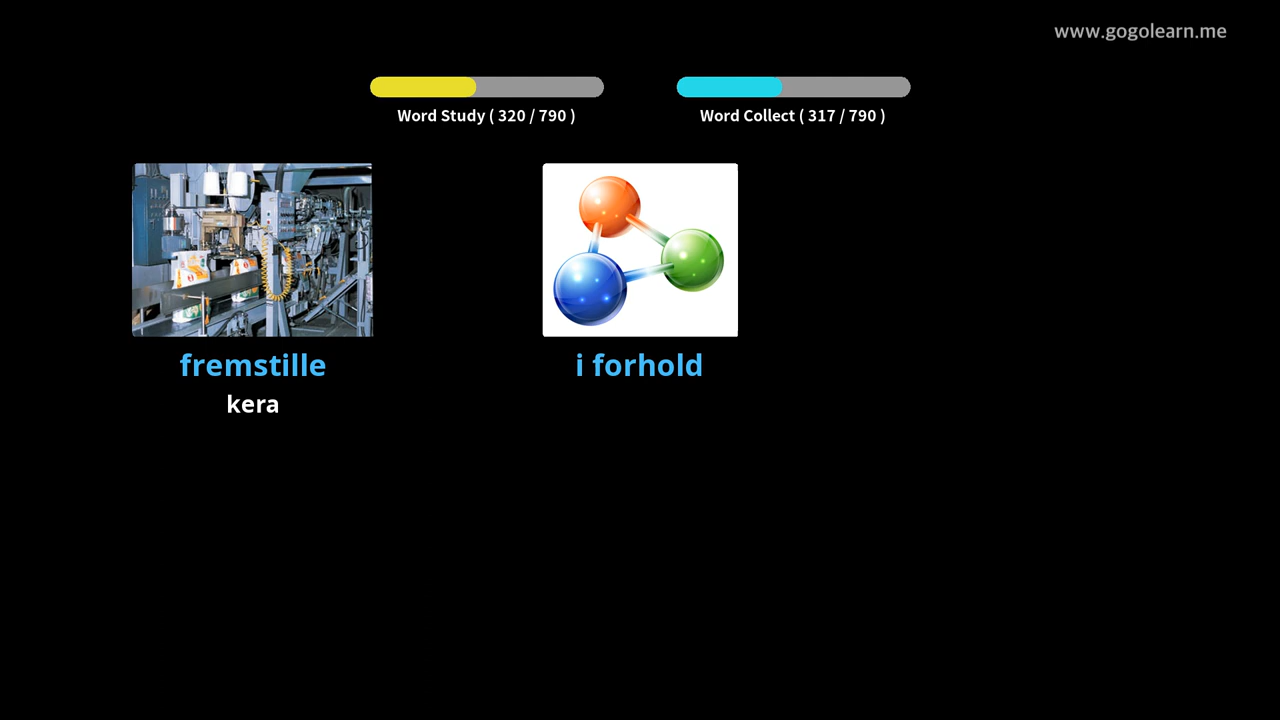 www.gogolearn.me
Word Study ( 320 / 790 )
Word Collect ( 317 / 790 )
fremstille
kera
i forhold